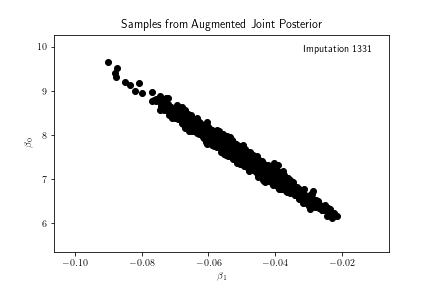 Samples from Augmented Joint Posterior
Imputation 1331
10
9
8
7
6
β0
−0.10 −0.08 −0.06 −0.04 −0.02
β1